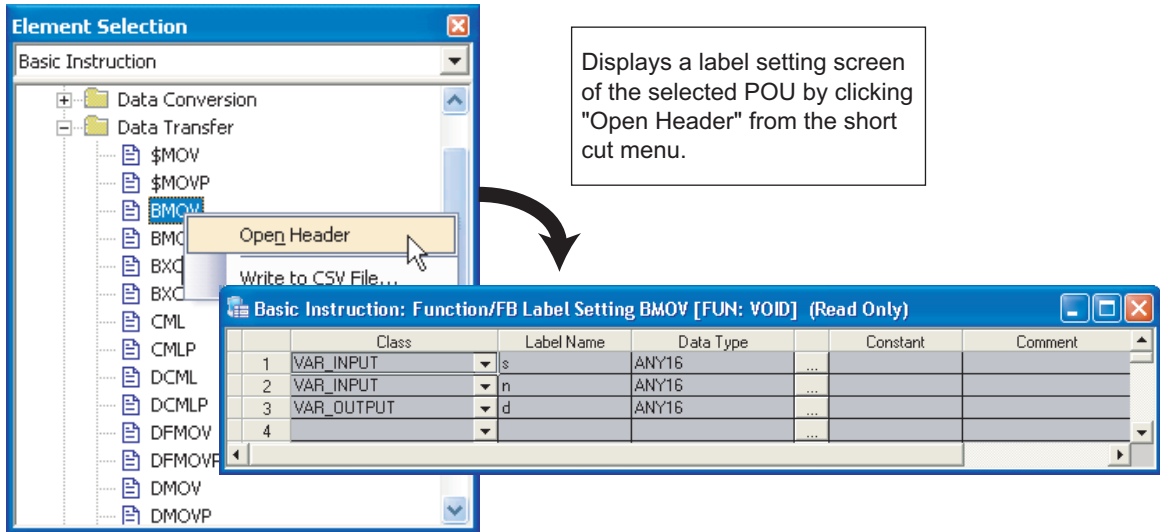 Element Selection
Basic Instruction
Data Conversion
Data Transfer
$MOV
$MOVP
BMOV
Open Header
Write to CSV File...
CML
CMLP
DCML
DCMLP
DFMOV
DMOV
DMOVP
Displays a label setting screen
of the selected POU by clicking
"Open Header" from the short
cut menu.
Basic Instruction: Function/FB Label Setting BMOV [FUN: VOID] (Read Only)
Class Label Name Data Type Constant Comment
1 VAR_INPUT s ANY16 ...
2 VAR_INPUT n ANY16 ...
3 VAR_OUTPUT d ANY16 ...
4 ...